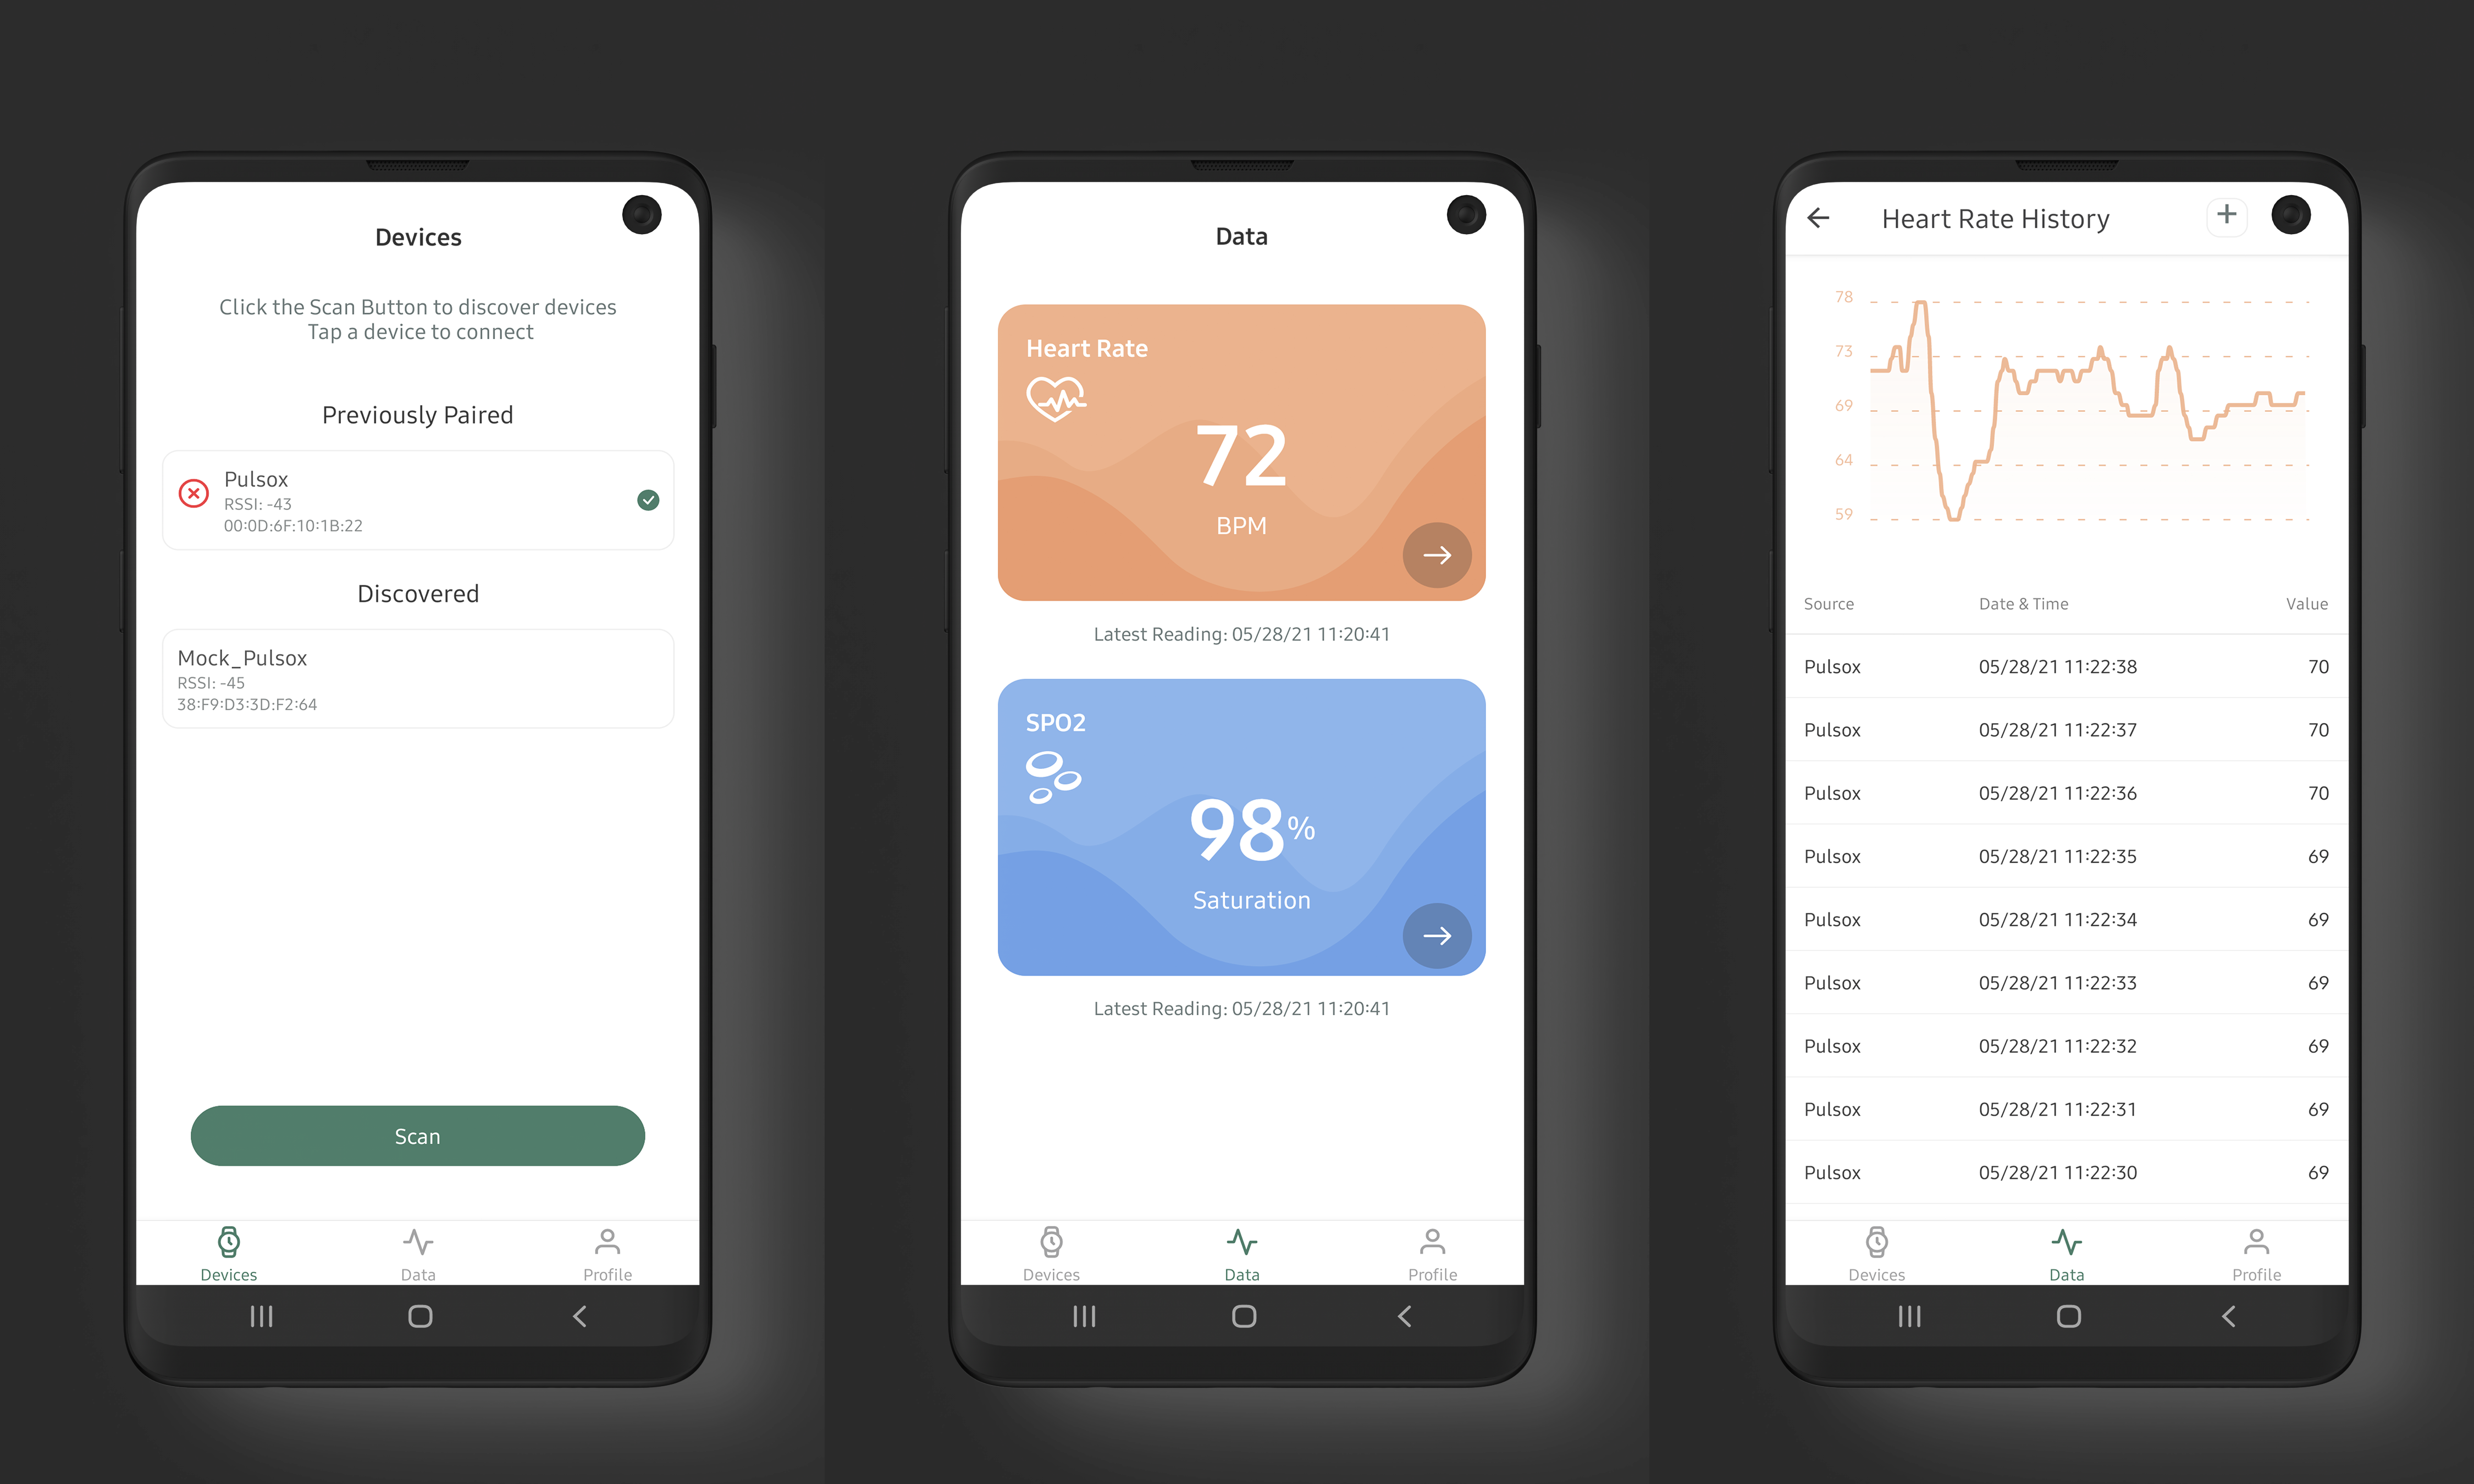 Devices
Click the Scan Button to discover devices
Tap a device to connect
Previously Paired
Pulsox
RSSI: -43
00:0D:6F:10:1B:22
Discovered
Mock_Pulsox
RSSI: -45
38:F9:D3:3D:F2:64
Scan
Devices Data Profile
Data
Heart Rate
72
BPM
Latest Reading: 05/28/21 11:20:41
SPO2
98%
Saturation
Latest Reading: 05/28/21 11:20:41
Devices Data Profile
Heart Rate History
78
73
69
64
59
Source Date & Time Value
Pulsox 05/28/21 11:22:38 70
Pulsox 05/28/21 11:22:37 70
Pulsox 05/28/21 11:22:36 70
Pulsox 05/28/21 11:22:35 69
Pulsox 05/28/21 11:22:34 69
Pulsox 05/28/21 11:22:33 69
Pulsox 05/28/21 11:22:32 69
Pulsox 05/28/21 11:22:31 69
Pulsox 05/28/21 11:22:30 69
Devices Data Profile